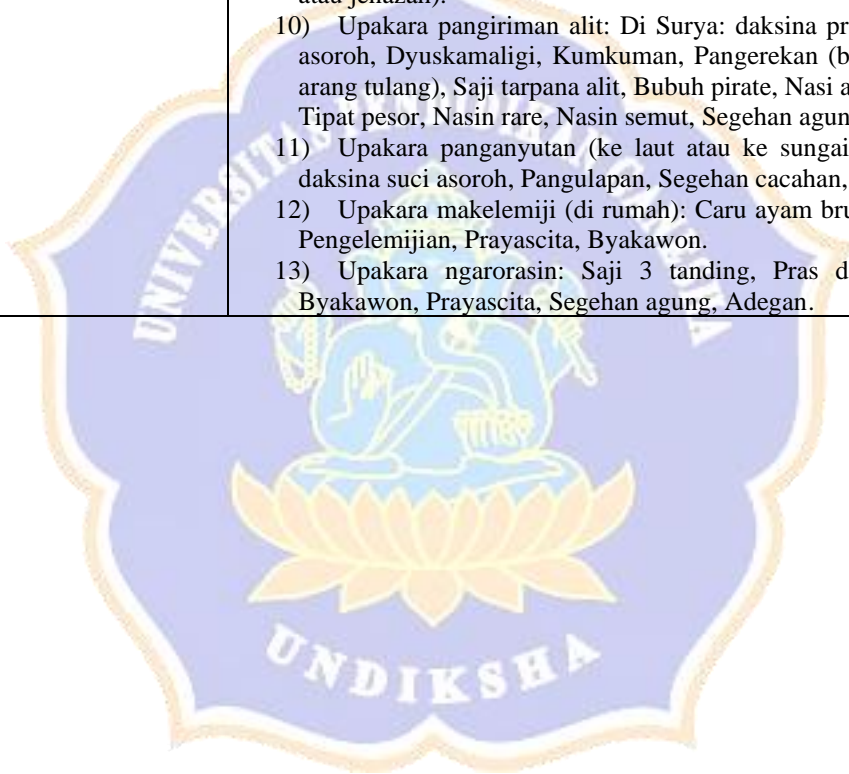 atau jenazah).
10) Upakara pangiriman alit: Di Surya: daksina pr
asoroh, Dyuskamaligi, Kumkuman, Pangerekan (b
arang tulang), Saji tarpana alit, Bubuh pirate, Nasi a
Tipat pesor, Nasin rare, Nasin semut, Segehan agun
11) Upakara panganyutan (ke laut atau ke sungai
daksina suci asoroh, Pangulapan, Segehan cacahan,
12) Upakara makelemiji (di rumah): Caru ayam bru
Pengelemijian, Prayascita, Byakawon.
13) Upakara ngarorasin: Saji 3 tanding, Pras d
Byakawon, Prayascita, Segehan agung, Adegan.
UNIVERSITAS PENDIDIKAN GANESHA
UNDIKSHA